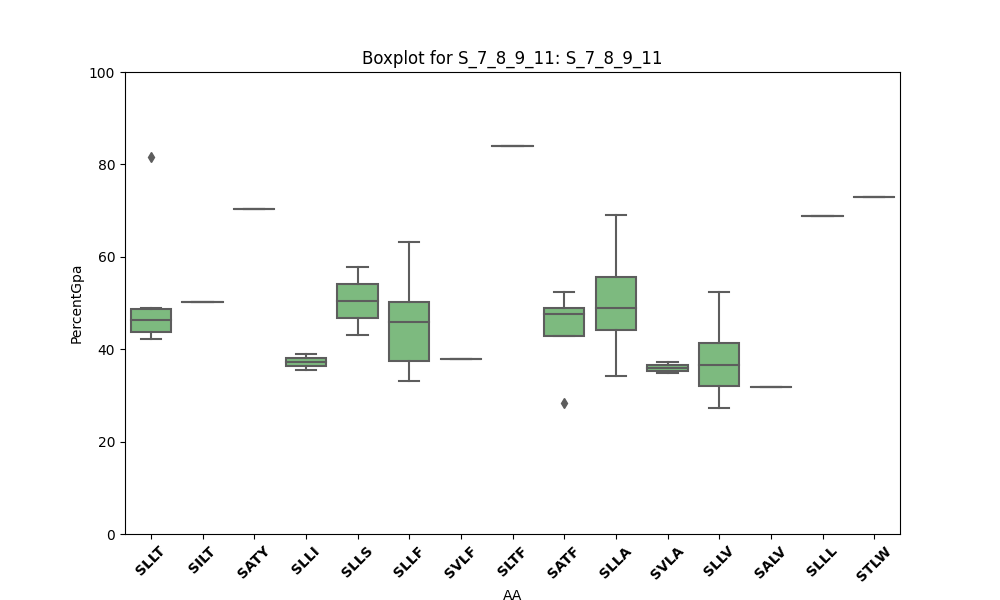 Boxplot for S_7_8_9_11: S_7_8_9_11
PercentGpa
100
80
60
40
20
0
SLLT SILT SATY SLLI SLLS SLLF SVLF SLTF SATF SLLA SVLA SLLV SALV SLLL STLW
AA